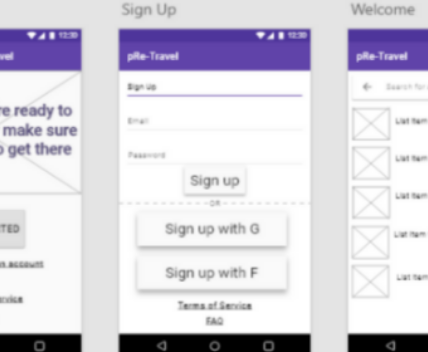 Sign Up
Welcome
12:30
12:30
vel
pRe-Travel
pRe-Travel
re ready to
make sure
o get there
TED
n account
ervice
Sign Up
Email
Password
Sign up
OR
Sign up with G
Sign up with F
Terms of Service
FAQ
Search for
List item
List item
List item
List item
List item